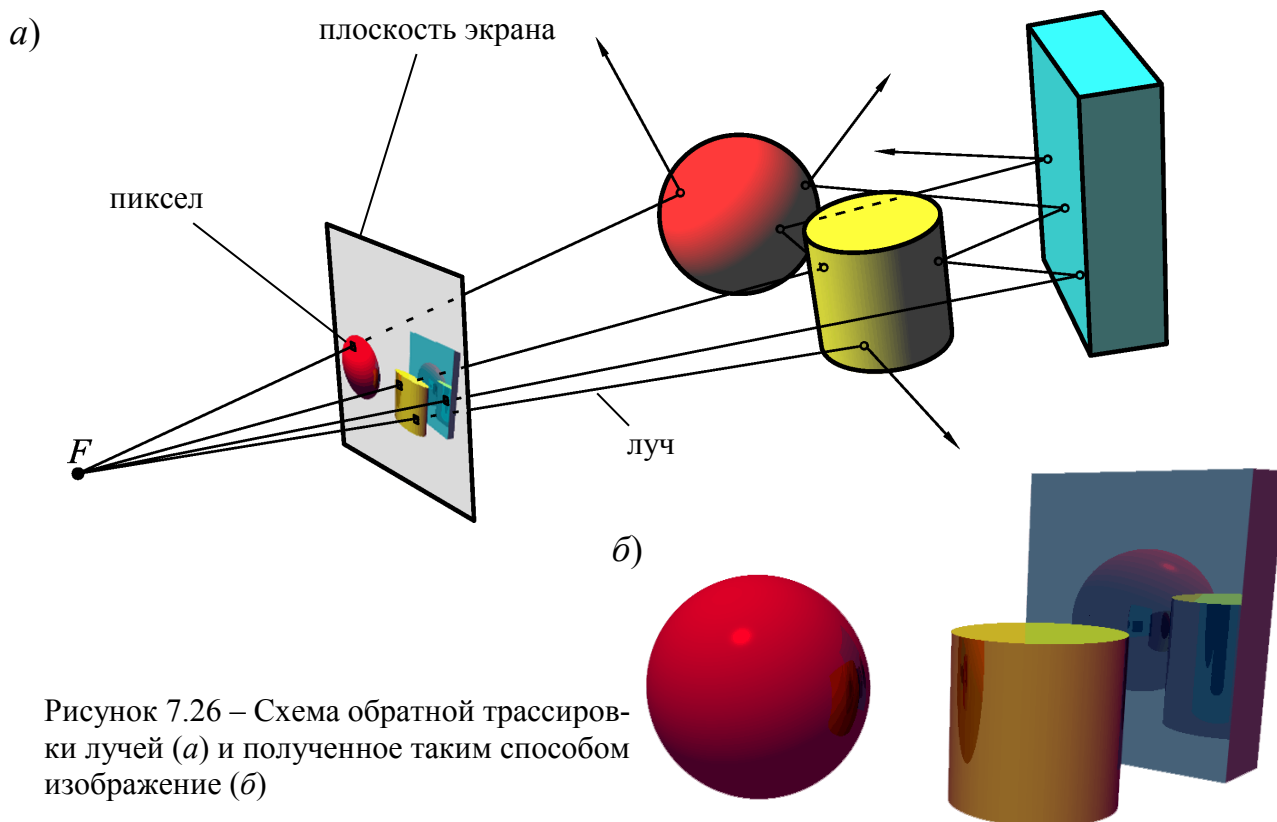 а)
плоскость экрана
пиксел
F
луч
б)
Рисунок 7.26 – Схема обратной трассиров-
ки лучей (а) и полученное таким способом
изображение (б)